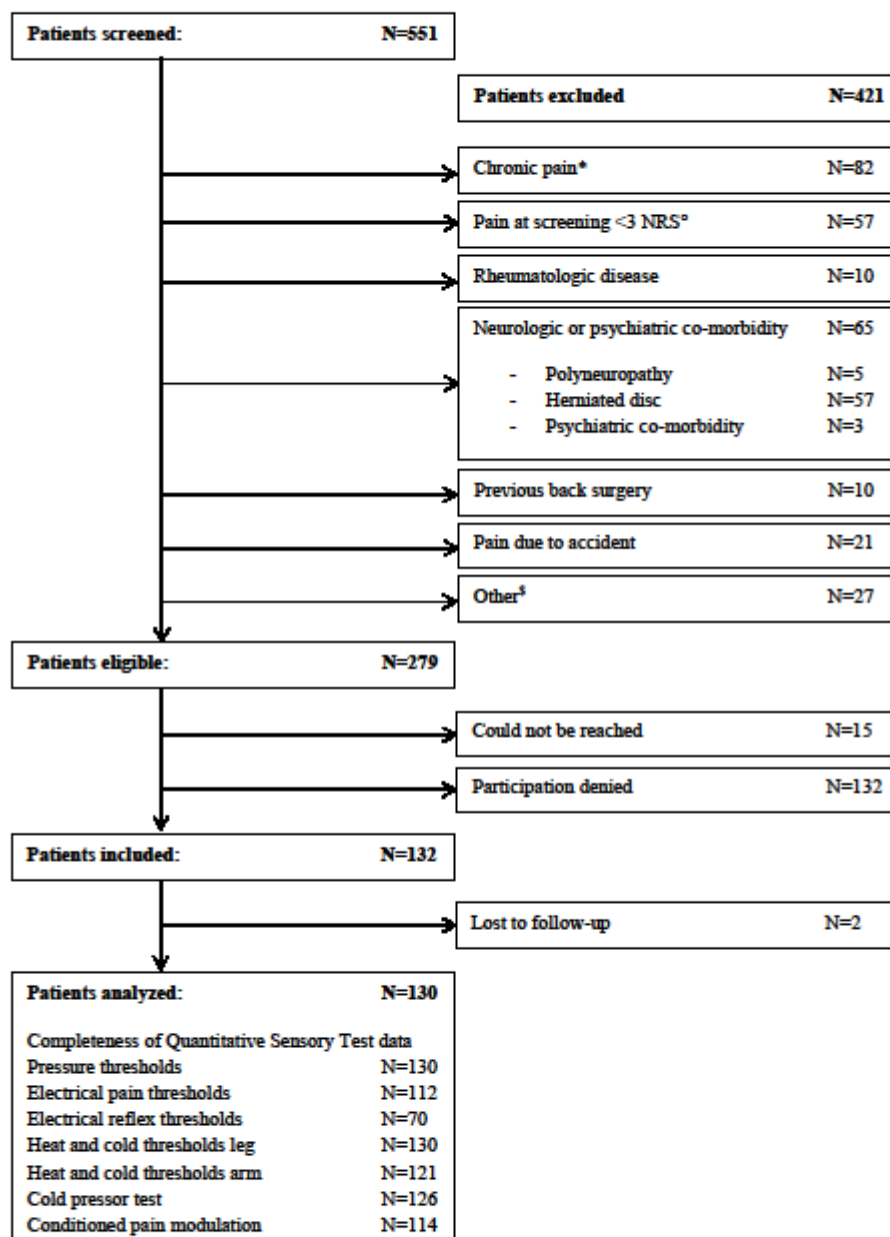 Patients screened: N=551
Patients excluded N=421
Chronic pain* N=82
Pain at screening <3 NRS° N=57
Rheumatologic disease N=10
Neurologic or psychiatric co-morbidity N=65
- Polyneuropathy N=5
- Herniated disc N=57
- Psychiatric co-morbidity N=3
Previous back surgery N=10
Pain due to accident N=21
Other$ N=27
Patients eligible: N=279
Could not be reached N=15
Participation denied N=132
Patients included: N=132
Lost to follow-up N=2
Patients analyzed: N=130
Completeness of Quantitative Sensory Test data
Pressure thresholds N=130
Electrical pain thresholds N=112
Electrical reflex thresholds N=70
Heat and cold thresholds leg N=130
Heat and cold thresholds arm N=121
Cold pressor test N=126
Conditioned pain modulation N=114